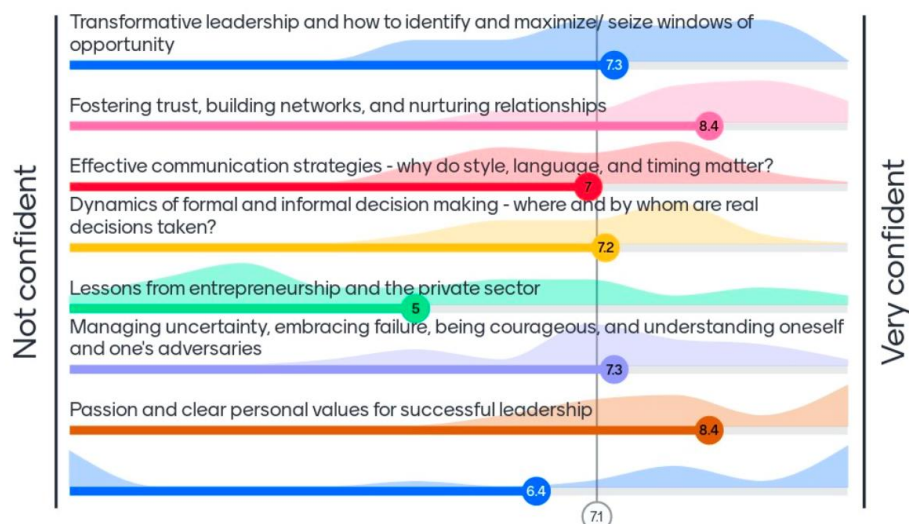 Transformative leadership and how to identify and maximize/ seize windows of
opportunity
7.3
Fostering trust, building networks, and nurturing relationships
8.4
Effective communication strategies - why do style, language, and timing matter?
7
Dynamics of formal and informal decision making - where and by whom are real
decisions taken?
7.2
Lessons from entrepreneurship and the private sector
5
Managing uncertainty, embracing failure, being courageous, and understanding oneself
and one's adversaries
7.3
Passion and clear personal values for successful leadership
8.4
6.4
7.1
Not confident
Very confident